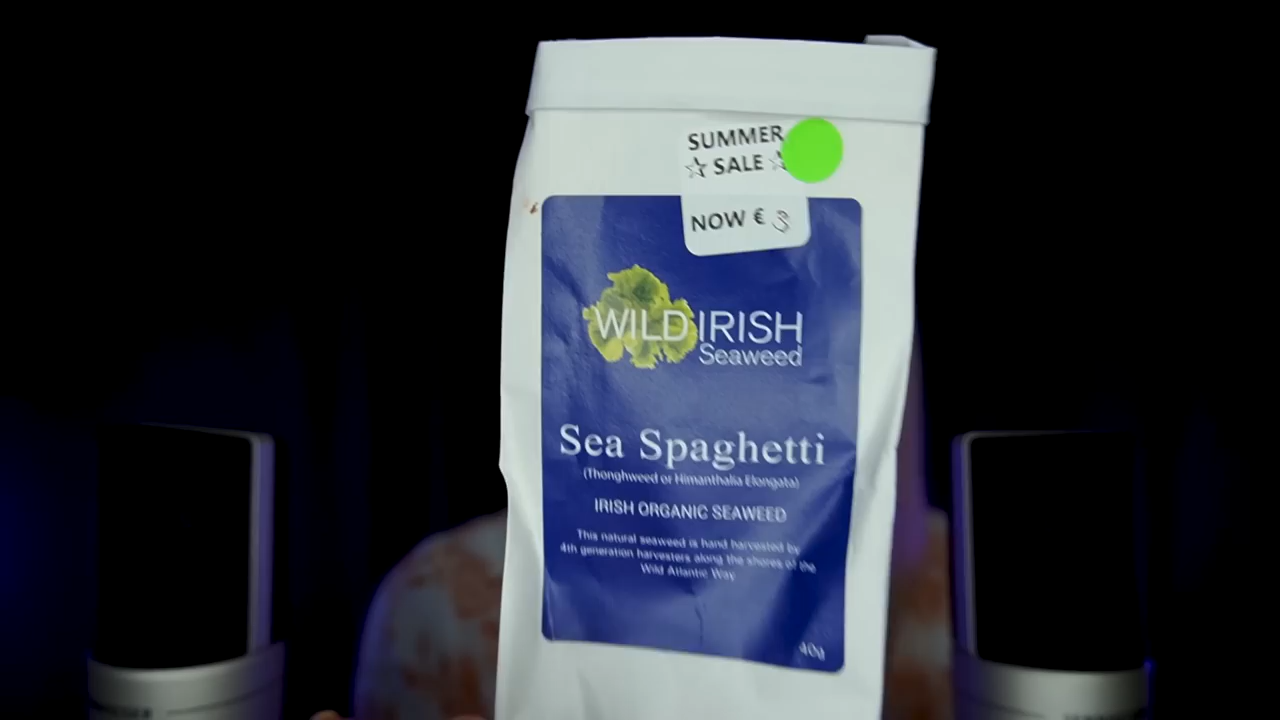 SUMMER
☆ SALE ☆
NOW € 3
WILD IRISH
Seaweed
Sea Spaghetti
(Thonghweed or Himanthalia Elongata)
IRISH ORGANIC SEAWEED
This natural seaweed is hand harvested by
4th generation harvesters along the shores of the
Wild Atlantic Way
40g